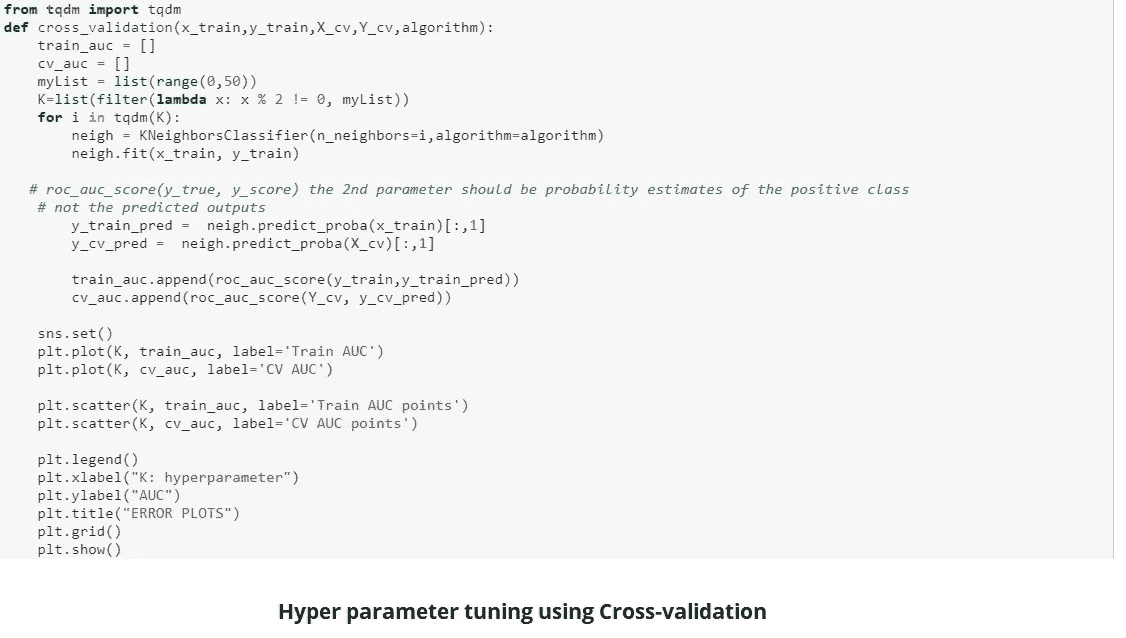 from tqdm import tqdm
def cross_validation(x_train,y_train,X_cv,Y_cv,algorithm):
    train_auc = []
    cv_auc = []
    myList = list(range(0,50))
    K=list(filter(lambda x: x % 2 != 0, myList))
    for i in tqdm(K):
        neigh = KNeighborsClassifier(n_neighbors=i,algorithm=algorithm)
        neigh.fit(x_train, y_train)
   # roc_auc_score(y_true, y_score) the 2nd parameter should be probability estimates of the positive class
    # not the predicted outputs
        y_train_pred =  neigh.predict_proba(x_train)[:,1]
        y_cv_pred =  neigh.predict_proba(X_cv)[:,1]
        train_auc.append(roc_auc_score(y_train,y_train_pred))
        cv_auc.append(roc_auc_score(Y_cv, y_cv_pred))
    sns.set()
    plt.plot(K, train_auc, label='Train AUC')
    plt.plot(K, cv_auc, label='CV AUC')
    plt.scatter(K, train_auc, label='Train AUC points')
    plt.scatter(K, cv_auc, label='CV AUC points')
    plt.legend()
    plt.xlabel("K: hyperparameter")
    plt.ylabel("AUC")
    plt.title("ERROR PLOTS")
    plt.grid()
    plt.show()
Hyper parameter tuning using Cross-validation